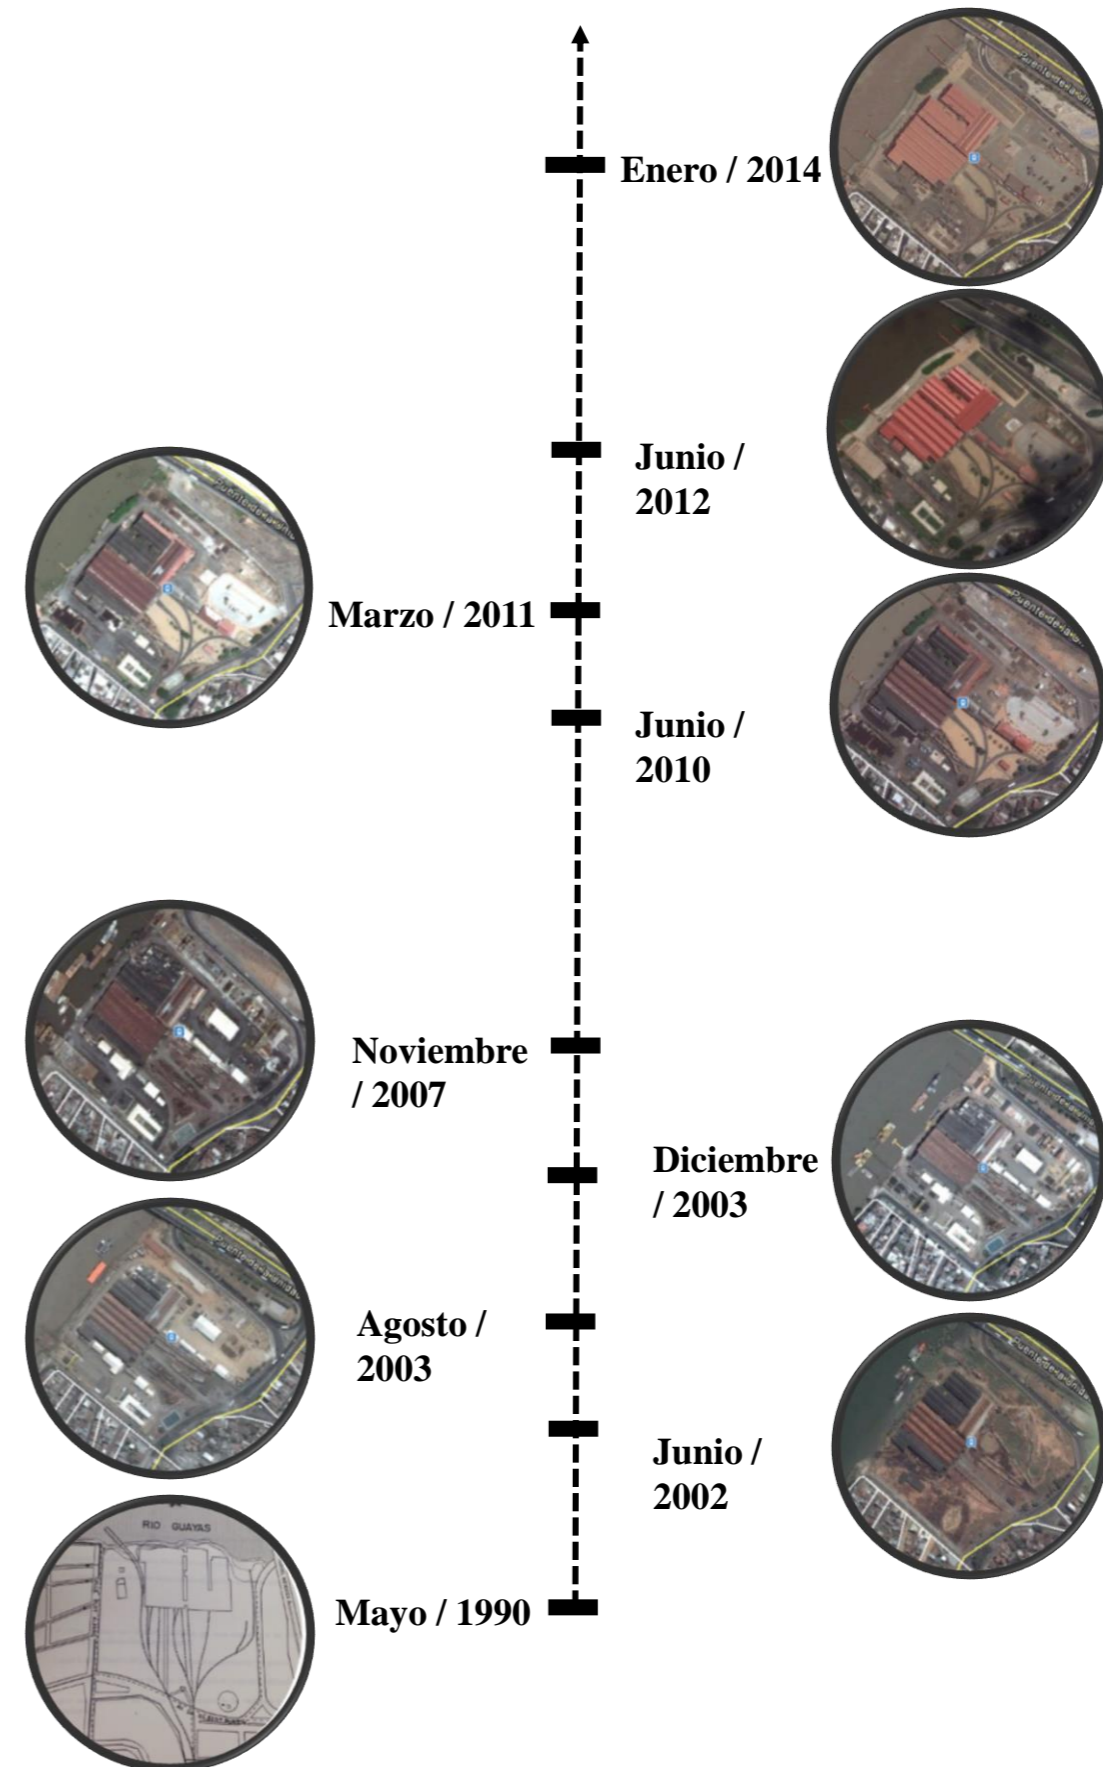 Enero / 2014
Junio /
2012
Marzo / 2011
Junio /
2010
Noviembre
/ 2007
Diciembre
/ 2003
Agosto /
2003
Junio /
2002
RIO GUAYAS
Mayo / 1990